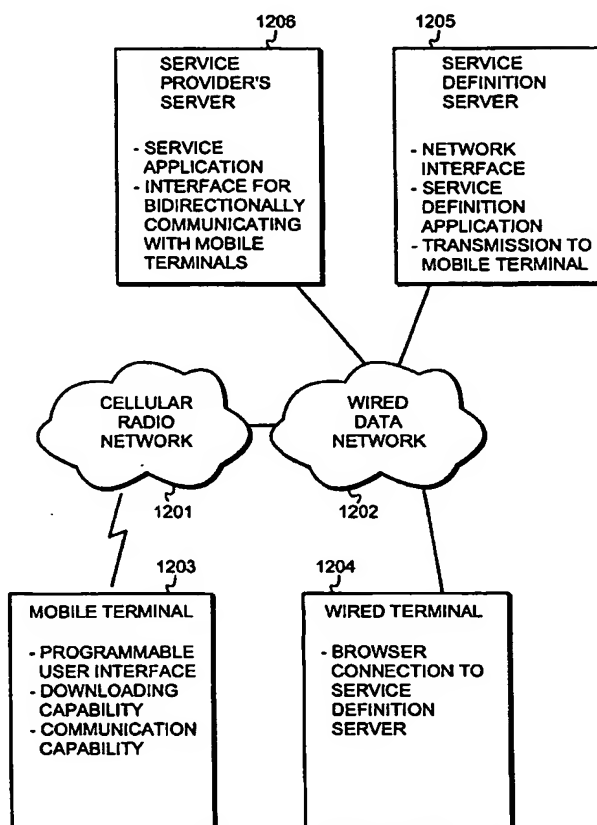 1206
SERVICE
PROVIDER'S
SERVER
- SERVICE
APPLICATION
- INTERFACE FOR
BIDIRECTIONALLY
COMMUNICATING
WITH MOBILE
TERMINALS
1205
SERVICE
DEFINITION
SERVER
- NETWORK
INTERFACE
- SERVICE
DEFINITION
APPLICATION
- TRANSMISSION TO
MOBILE TERMINAL
CELLULAR
RADIO
NETWORK
1201
WIRED
DATA
NETWORK
1202
1203
MOBILE TERMINAL
- PROGRAMMABLE
USER INTERFACE
- DOWNLOADING
CAPABILITY
- COMMUNICATION
CAPABILITY
1204
WIRED TERMINAL
- BROWSER
CONNECTION TO
SERVICE
DEFINITION
SERVER